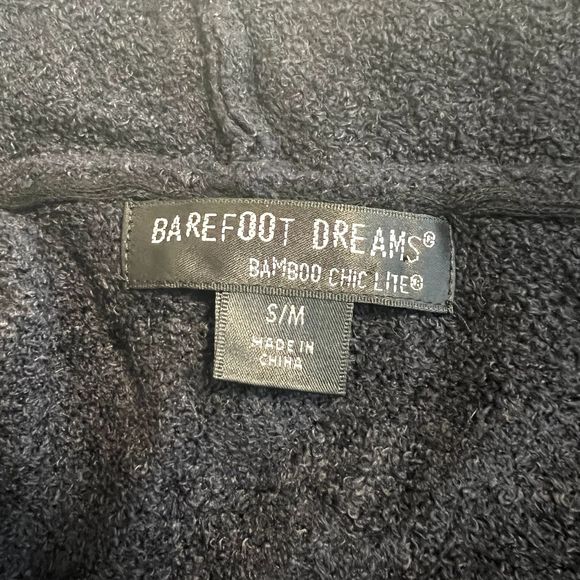 BAREFOOT DREAMS®
BAMBOO CHIC LITE®
S/M
MADE IN
CHINA